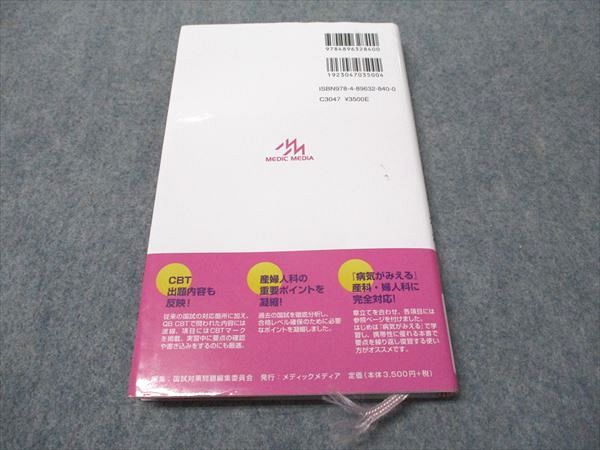 9784896328400
1923047035004
ISBN978-4-89632-840-0
C3047 ¥3500E
MEDIC MEDIA
CBT
出題内容も
反映！
従来の国試の対応箇所に加え、
QB CBTで問われた内容には
波線、項目にはCBTマーク
を掲載。実習中に要点の確認
や書き込みをするのにも最適。
産婦人科の
重要ポイントを
凝縮！
過去の国試を徹底分析し、
合格レベル確保のために必要
なポイントを凝縮しました。
『病気がみえる』
産科・婦人科に
完全対応！
章立てを合わせ、各項目には
参照ページを付けました。
はじめは『病気がみえる』で学
習し、携帯性に優れる本書で
要点を繰り返し復習する使い
方がオススメです。
編集：国試対策問題編集委員会　発行：メディックメディア　定価（本体3,500円+税）